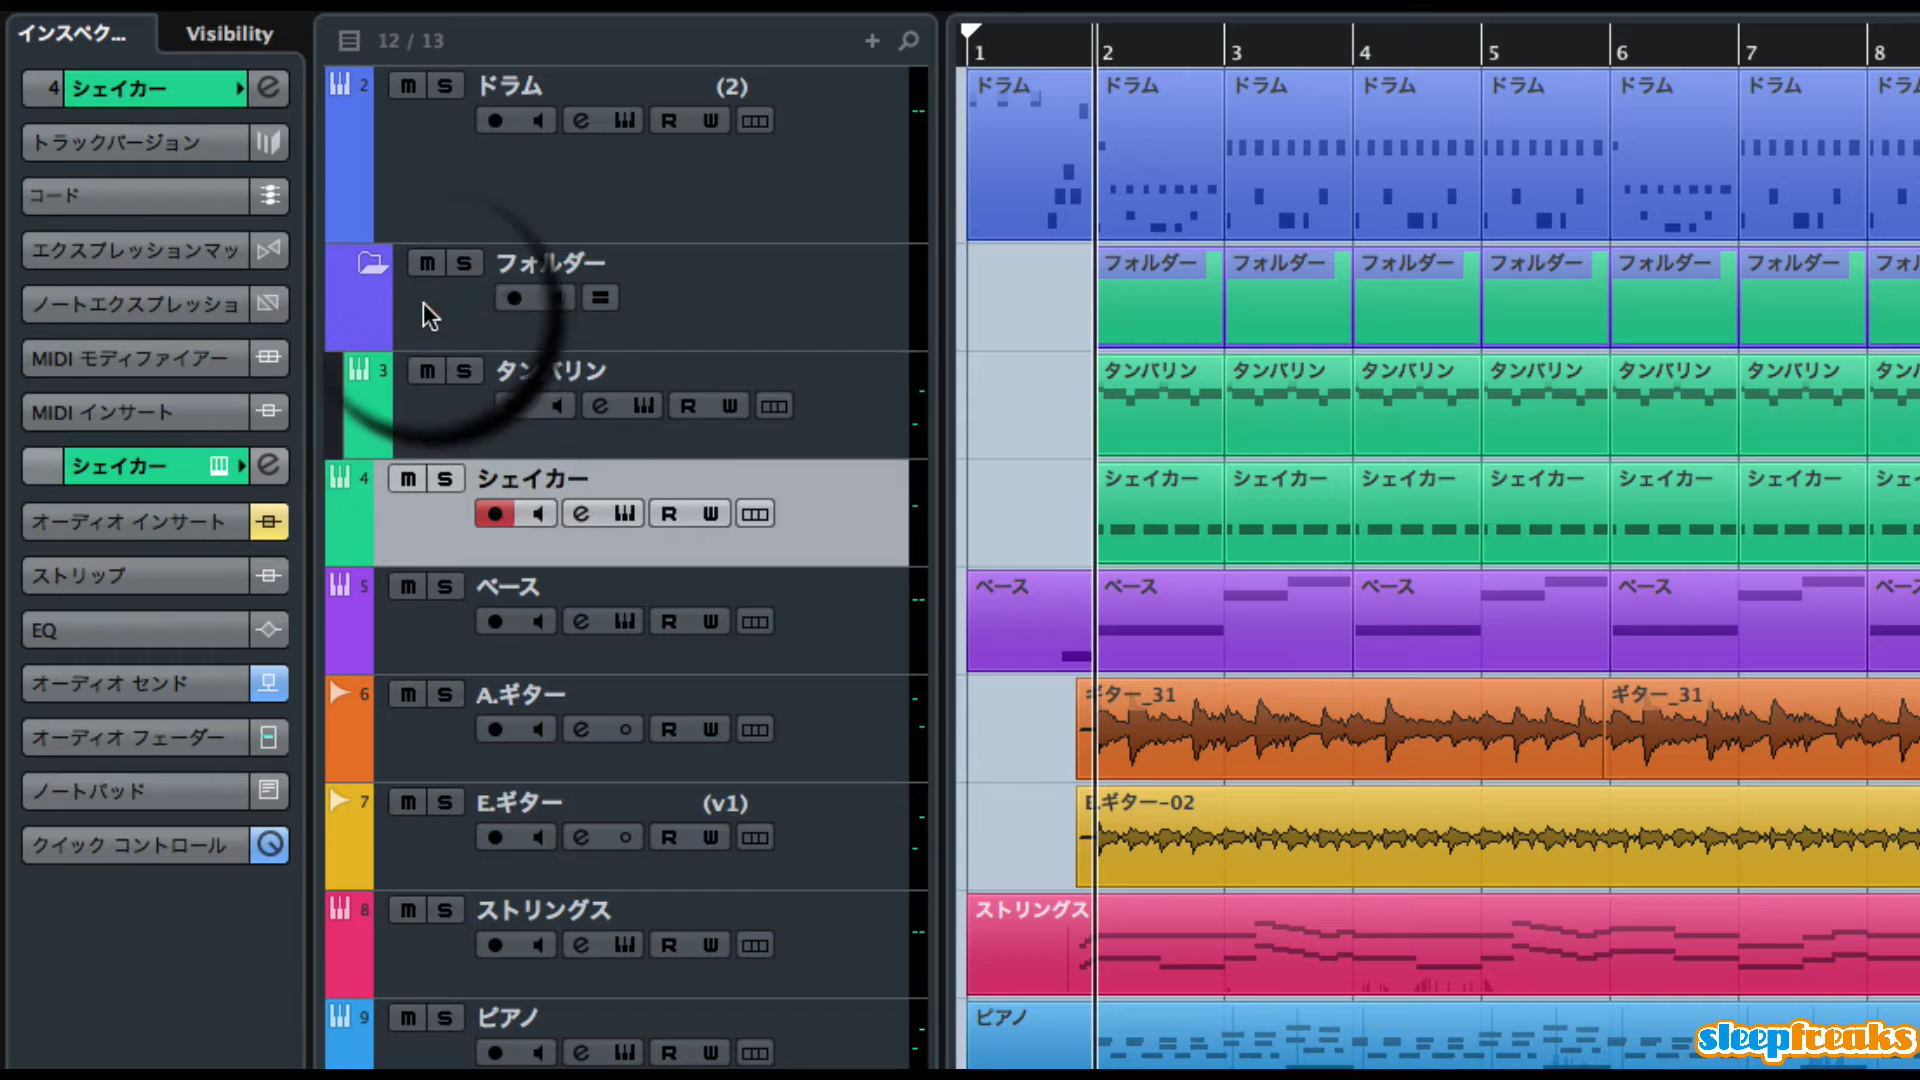 インスペク...
Visibility
12 / 13
1
2
3
4
5
6
7
8
4 シェイカー
トラックバージョン
コード
エクスプレッションマッ
ノートエクスプレッショ
MIDI モディファイアー
MIDI インサート
シェイカー
オーディオ インサート
ストリップ
EQ
オーディオ センド
オーディオ フェーダー
ノートパッド
クイック コントロール
2 m S ドラム (2)
R W
m S フォルダー
3 m S タンバリン
R W
4 m S シェイカー
R W
5 m S ベース
R W
6 m S A.ギター
R W
7 m S E.ギター (v1)
R W
8 m S ストリングス
R W
9 m S ピアノ
R W
ドラム ドラム ドラム ドラム ドラム ドラム ドラム ドラ
フォルダー フォルダー フォルダー フォルダー フォルダー フォルダー フォル
タンバリン タンバリン タンバリン タンバリン タンバリン タンバリン タンバ
シェイカー シェイカー シェイカー シェイカー シェイカー シェイカー シェイ
ベース ベース ベース ベース ベース
ギター_31 ギター_31
E.ギター-02
ストリングス
ピアノ
sleepfreaks